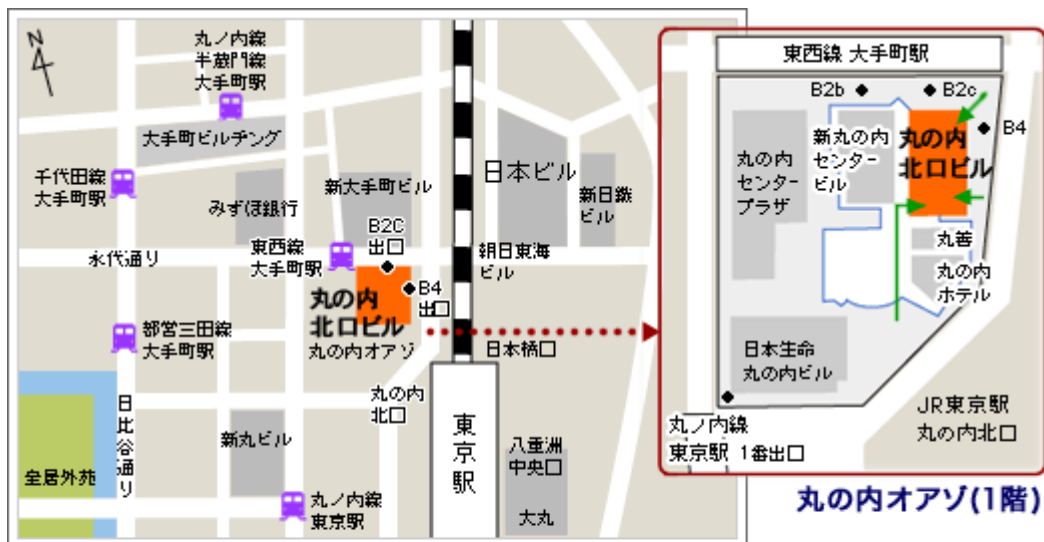 N
丸ノ内線
半蔵門線
大手町駅
大手町ビルヂング
千代田線
大手町駅
みずほ銀行
新大手町ビル
日本ビル
新日鐵
ビル
B2C
出口
東西線
大手町駅
永代通り
朝日東海
ビル
B4
出口
丸の内
北口ビル
丸の内オアゾ
都営三田線
大手町駅
日本橋口
丸の内
北口
日比谷通り
新丸ビル
東京駅
八重洲
中央口
皇居外苑
丸ノ内線
東京駅
大丸
東西線 大手町駅
B2b
B2c
B4
丸の内
センター
プラザ
新丸の内
センター
ビル
丸の内
北口ビル
丸善
丸の内
ホテル
日本生命
丸の内ビル
丸ノ内線
東京駅 1番出口
JR東京駅
丸の内北口
丸の内オアゾ(1階)